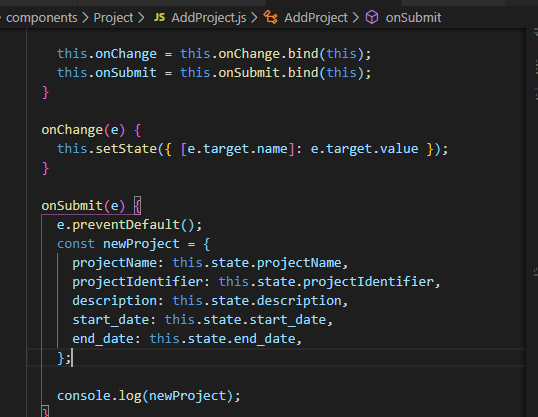 components > Project > JS AddProject.js > AddProject > onSubmit
this.onChange = this.onChange.bind(this);
this.onSubmit = this.onSubmit.bind(this);
}
onChange(e) {
this.setState({ [e.target.name]: e.target.value });
}
onSubmit(e) {
e.preventDefault();
const newProject = {
projectName: this.state.projectName,
projectIdentifier: this.state.projectIdentifier,
description: this.state.description,
start_date: this.state.start_date,
end_date: this.state.end_date,
};
console.log(newProject);
}